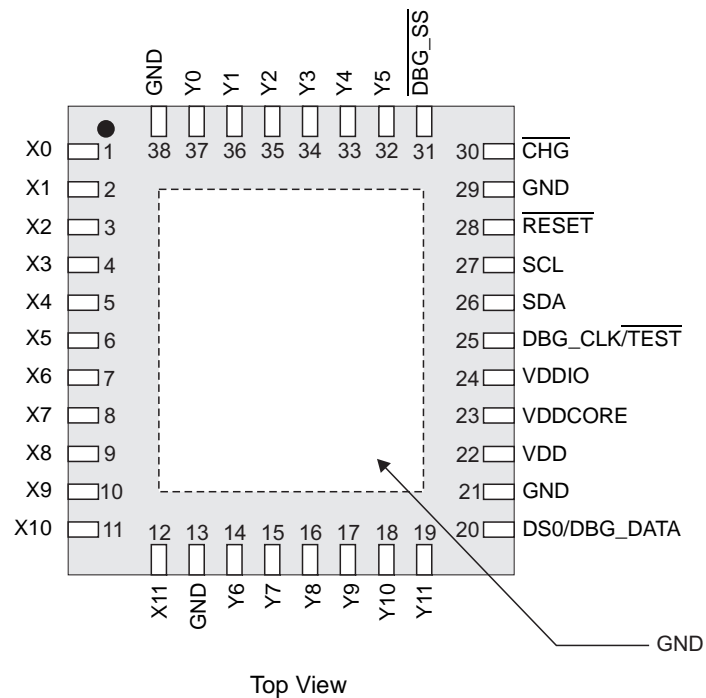 GND Y0 Y1 Y2 Y3 Y4 Y5 DBG_SS
38 37 36 35 34 33 32 31
X0 1 30 CHG
X1 2 29 GND
X2 3 28 RESET
X3 4 27 SCL
X4 5 26 SDA
X5 6 25 DBG_CLK/TEST
X6 7 24 VDDIO
X7 8 23 VDDCORE
X8 9 22 VDD
X9 10 21 GND
X10 11 20 DS0/DBG_DATA
12 13 14 15 16 17 18 19
X11 GND Y6 Y7 Y8 Y9 Y10 Y11
GND
Top View